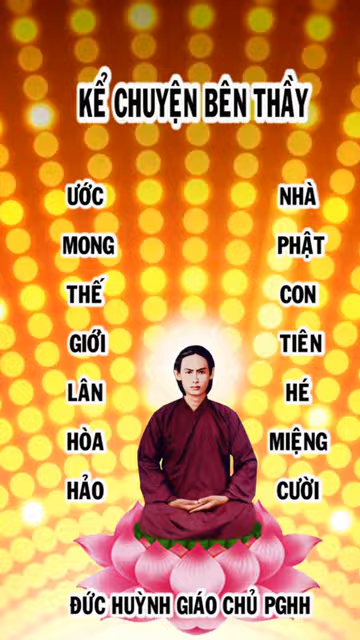 KỂ CHUYỆN BÊN THẦY
ƯỚC
MONG
THẾ
GIỚI
LÂN
HÒA
HẢO
NHÀ
PHẬT
CON
TIÊN
HÉ
MIỆNG
CƯỜI
ĐỨC HUỲNH GIÁO CHỦ PGHH